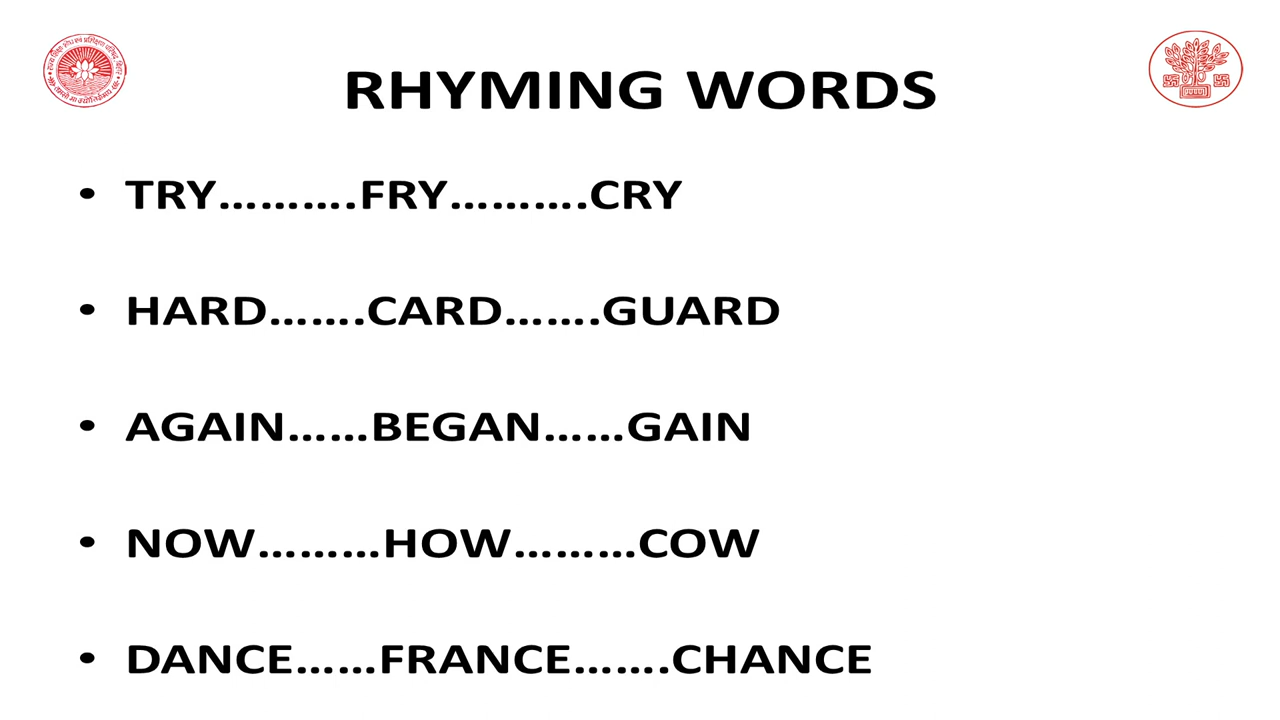 RHYMING WORDS
• TRY……….FRY……….CRY
• HARD…….CARD…….GUARD
• AGAIN……BEGAN……GAIN
• NOW………HOW………COW
• DANCE……FRANCE…….CHANCE